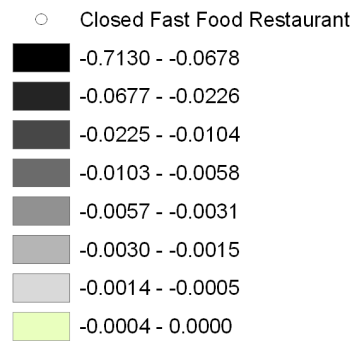 Closed Fast Food Restaurant
-0.7130 - -0.0678
-0.0677 - -0.0226
-0.0225 - -0.0104
-0.0103 - -0.0058
-0.0057 - -0.0031
-0.0030 - -0.0015
-0.0014 - -0.0005
-0.0004 - 0.0000